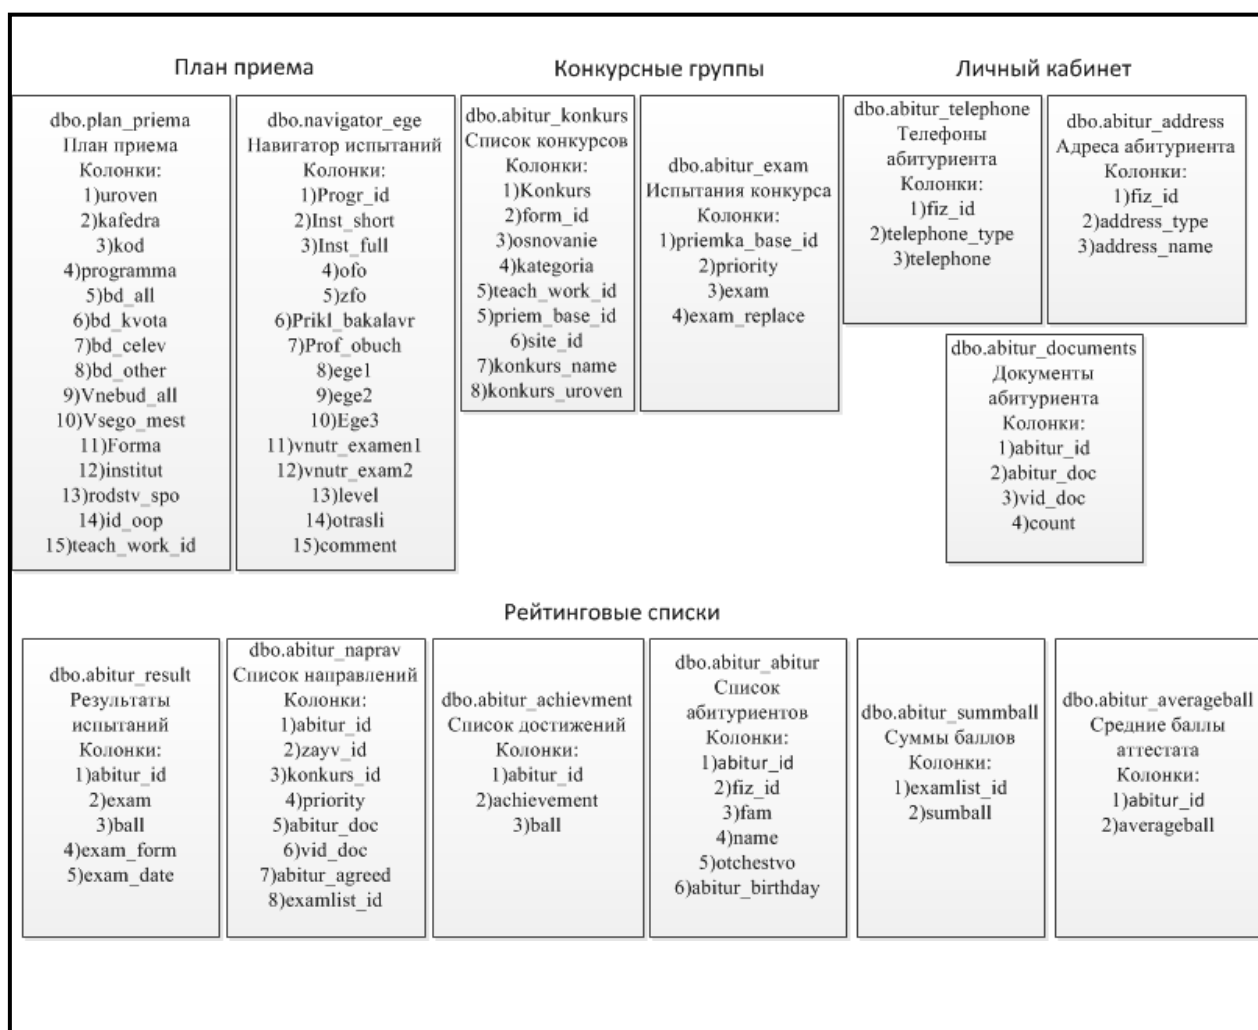 План приема
dbo.plan_priema
План приема
Колонки:
1)uroven
2)kafedra
3)kod
4)programma
5)bd_all
6)bd_kvota
7)bd_celev
8)bd_other
9)Vnebud_all
10)Vsego_mest
11)Forma
12)institut
13)rodstv_spo
14)id_oop
15)teach_work_id
dbo.navigator_ege
Навигатор испытаний
Колонки:
1)Progr_id
2)Inst_short
3)Inst_full
4)ofo
5)zfo
6)Prikl_bakalavr
7)Prof_obuch
8)ege1
9)ege2
10)Ege3
11)vnutr_examen1
12)vnutr_exam2
13)level
14)otrasli
15)comment
Конкурсные группы
dbo.abitur_konkurs
Список конкурсов
Колонки:
1)Konkurs
2)form_id
3)osnovanie
4)kategoria
5)teach_work_id
5)priem_base_id
6)site_id
7)konkurs_name
8)konkurs_uroven
dbo.abitur_exam
Испытания конкурса
Колонки:
1)priemka_base_id
2)priority
3)exam
4)exam_replace
Личный кабинет
dbo.abitur_telephone
Телефоны
абитуриента
Колонки:
1)fiz_id
2)telephone_type
3)telephone
dbo.abitur_address
Адреса абитуриента
Колонки:
1)fiz_id
2)address_type
3)address_name
dbo.abitur_documents
Документы
абитуриента
Колонки:
1)abitur_id
2)abitur_doc
3)vid_doc
4)count
Рейтинговые списки
dbo.abitur_result
Результаты
испытаний
Колонки:
1)abitur_id
2)exam
3)ball
4)exam_form
5)exam_date
dbo.abitur_naprav
Список направлений
Колонки:
1)abitur_id
2)zayv_id
3)konkurs_id
4)priority
5)abitur_doc
6)vid_doc
7)abitur_agreed
8)examlist_id
dbo.abitur_achievment
Список достижений
Колонки:
1)abitur_id
2)achievement
3)ball
dbo.abitur_abitur
Список
абитуриентов
Колонки:
1)abitur_id
2)fiz_id
3)fam
4)name
5)otchestvo
6)abitur_birthday
dbo.abitur_summball
Суммы баллов
Колонки:
1)examlist_id
2)sumball
dbo.abitur_averageball
Средние баллы
аттестата
Колонки:
1)abitur_id
2)averageball